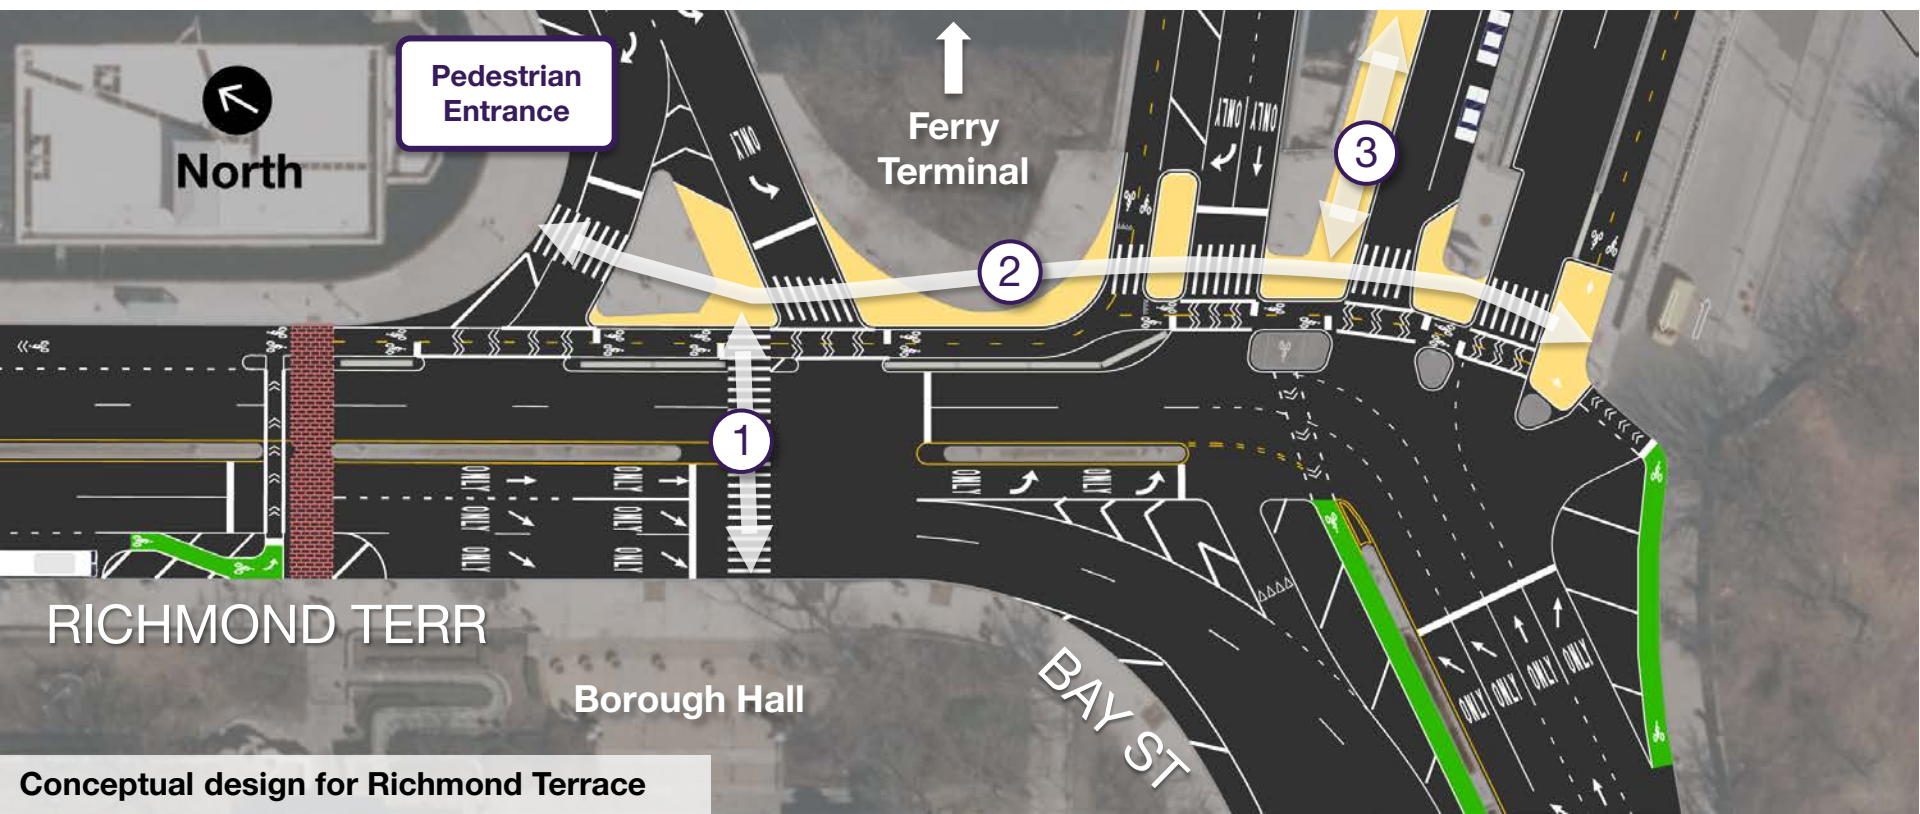 Pedestrian
Entrance
North
Ferry
Terminal
ONLY
ONLY ONLY
3
2
1
ONLY ONLY
ONLY ONLY
ONLY ONLY
ONLY ONLY
ONLY ONLY ONLY ONLY
RICHMOND TERR
Borough Hall
BAY ST
Conceptual design for Richmond Terrace